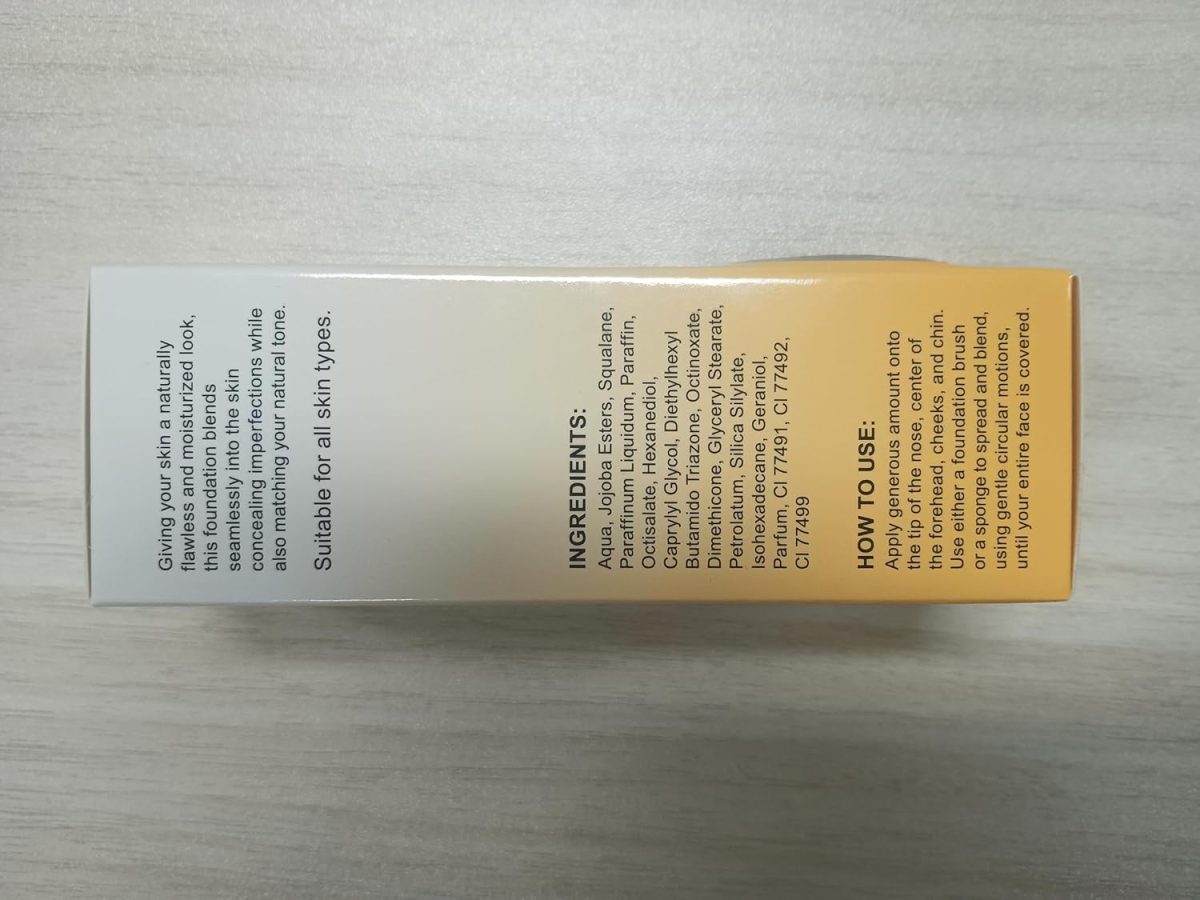 Giving your skin a naturally
flawless and moisturized look,
this foundation blends
seamlessly into the skin
concealing imperfections while
also matching your natural tone.
Suitable for all skin types.
INGREDIENTS:
Aqua, Jojoba Esters, Squalane,
Paraffinum Liquidum, Paraffin,
Octisalate, Hexanediol,
Caprylyl Glycol, Diethylhexyl
Butamido Triazone, Octinoxate,
Dimethicone, Glyceryl Stearate,
Petrolatum, Silica Silylate,
Isohexadecane, Geraniol,
Parfum, CI 77491, CI 77492,
CI 77499
HOW TO USE:
Apply generous amount onto
the tip of the nose, center of
the forehead, cheeks, and chin.
Use either a foundation brush
or a sponge to spread and blend,
using gentle circular motions,
until your entire face is covered.